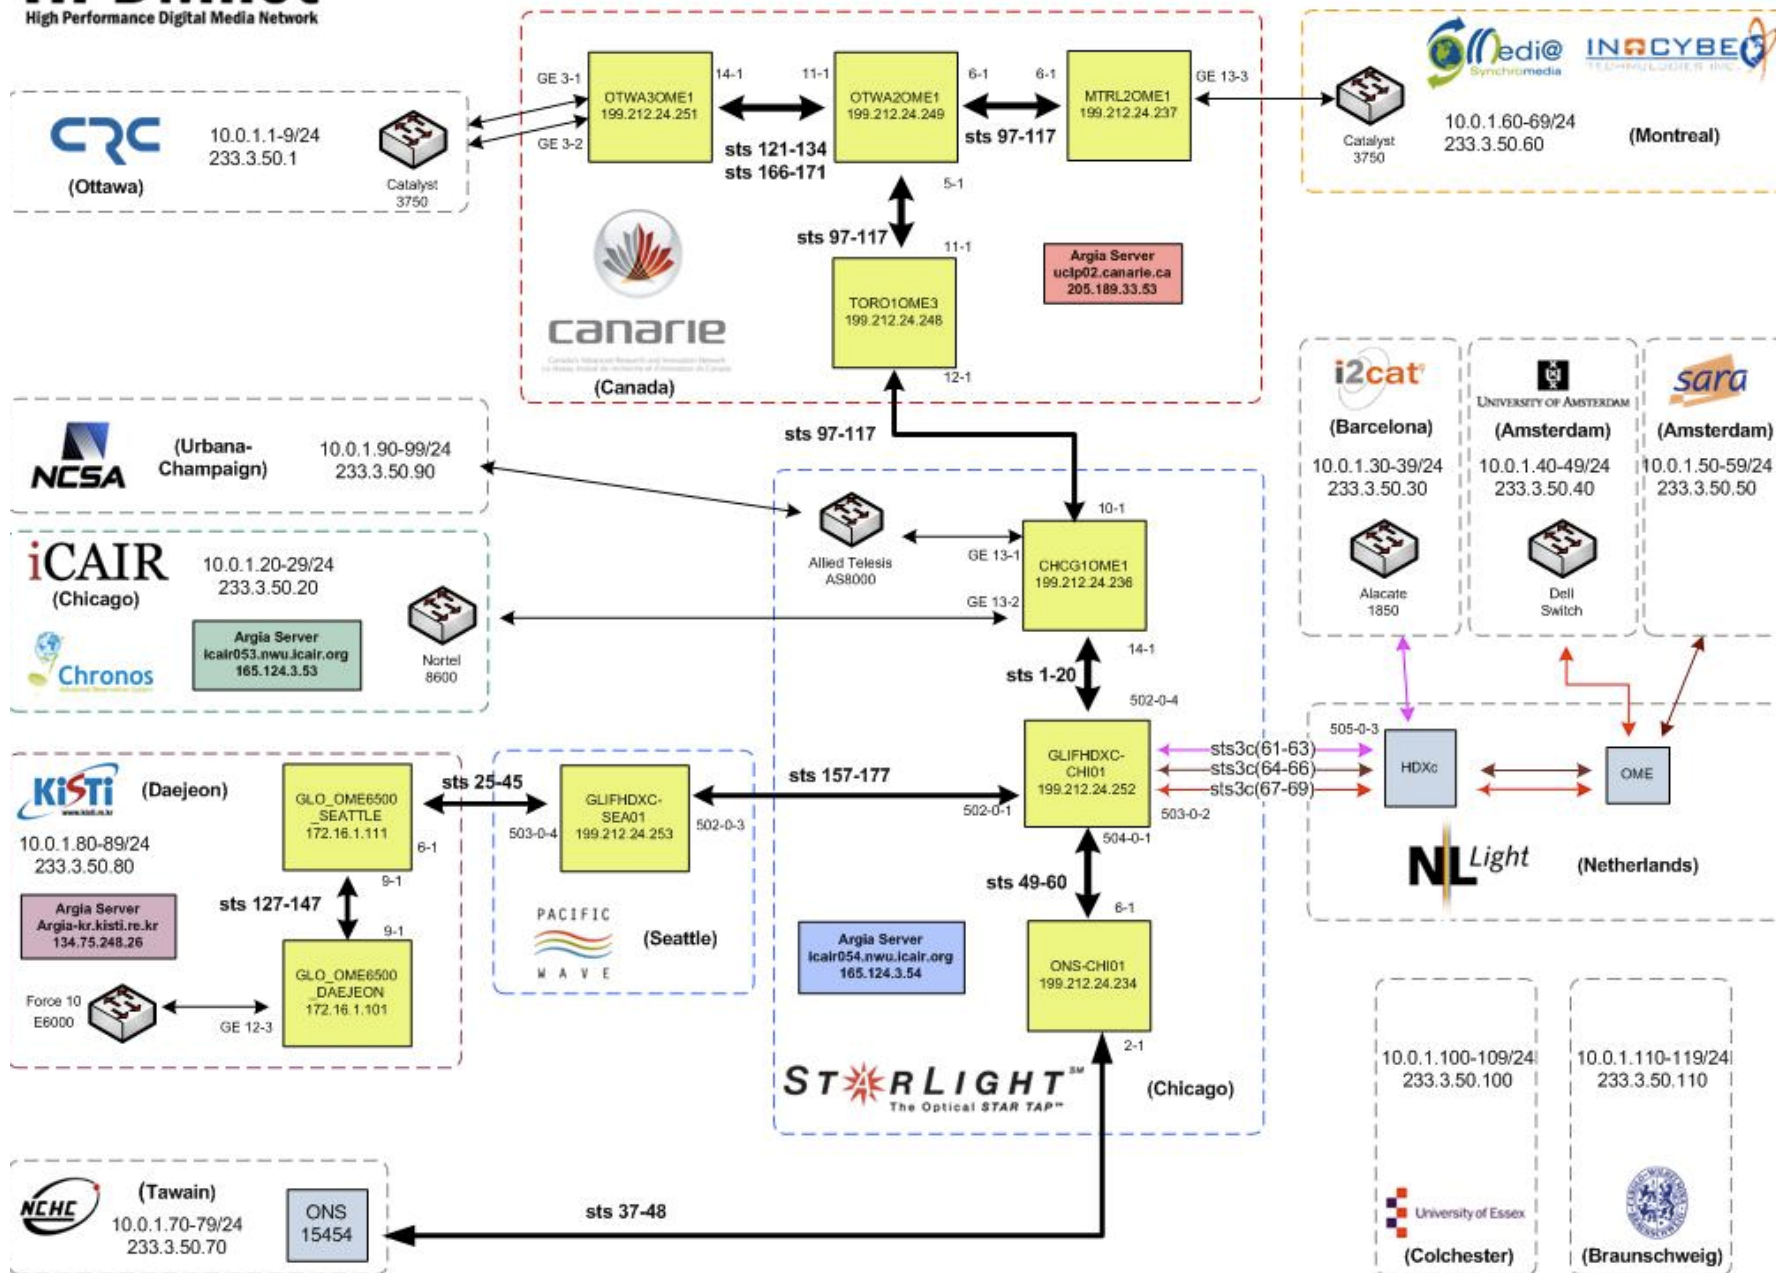 High Performance Digital Media Network
CRC
(Ottawa)
10.0.1.1-9/24
233.3.50.1
Catalyst
3750
GE 3-1
GE 3-2
OTWA3OME1
199.212.24.251
14-1
sts 121-134
sts 166-171
11-1
OTWA2OME1
199.212.24.249
6-1
5-1
sts 97-117
6-1
MTRL2OME1
199.212.24.237
GE 13-3
Catalyst
3750
Medi@
Synchromedia
INOCYBE
TECHNOLOGIES INC.
10.0.1.60-69/24
233.3.50.60
(Montreal)
sts 97-117
11-1
TORO1OME3
199.212.24.248
12-1
Argia Server
uclp02.canarie.ca
205.189.33.53
canarie
(Canada)
sts 97-117
NCSA
(Urbana-
Champaign)
10.0.1.90-99/24
233.3.50.90
iCAIR
(Chicago)
10.0.1.20-29/24
233.3.50.20
Argia Server
icair053.nwu.icair.org
165.124.3.53
Chronos
Nortel
8600
Allied Telesis
AS8000
10-1
GE 13-1
CHCG1OME1
199.212.24.236
GE 13-2
14-1
sts 1-20
502-0-4
GLIFHDXC-
CHI01
199.212.24.252
502-0-1
503-0-2
504-0-1
i2cat
(Barcelona)
10.0.1.30-39/24
233.3.50.30
Alacate
1850
UNIVERSITY OF AMSTERDAM
(Amsterdam)
10.0.1.40-49/24
233.3.50.40
Dell
Switch
sara
(Amsterdam)
10.0.1.50-59/24
233.3.50.50
sts3c(61-63)
sts3c(64-66)
sts3c(67-69)
505-0-3
HDXc
OME
NLLight
(Netherlands)
KiSTi
www.kisti.re.kr
(Daejeon)
10.0.1.80-89/24
233.3.50.80
Argia Server
Argia-kr.kisti.re.kr
134.75.248.26
Force 10
E6000
GE 12-3
GLO_OME6500
_SEATTLE
172.16.1.111
6-1
9-1
sts 127-147
9-1
GLO_OME6500
_DAEJEON
172.16.1.101
sts 25-45
503-0-4
GLIFHDXC-
SEA01
199.212.24.253
502-0-3
PACIFIC
WAVE
(Seattle)
sts 157-177
sts 49-60
6-1
ONS-CHI01
199.212.24.234
2-1
Argia Server
icair054.nwu.icair.org
165.124.3.54
STARLIGHT SM
The Optical STAR TAP™
(Chicago)
NCHC
(Tawain)
10.0.1.70-79/24
233.3.50.70
ONS
15454
sts 37-48
10.0.1.100-109/24
233.3.50.100
University of Essex
(Colchester)
10.0.1.110-119/24
233.3.50.110
(Braunschweig)